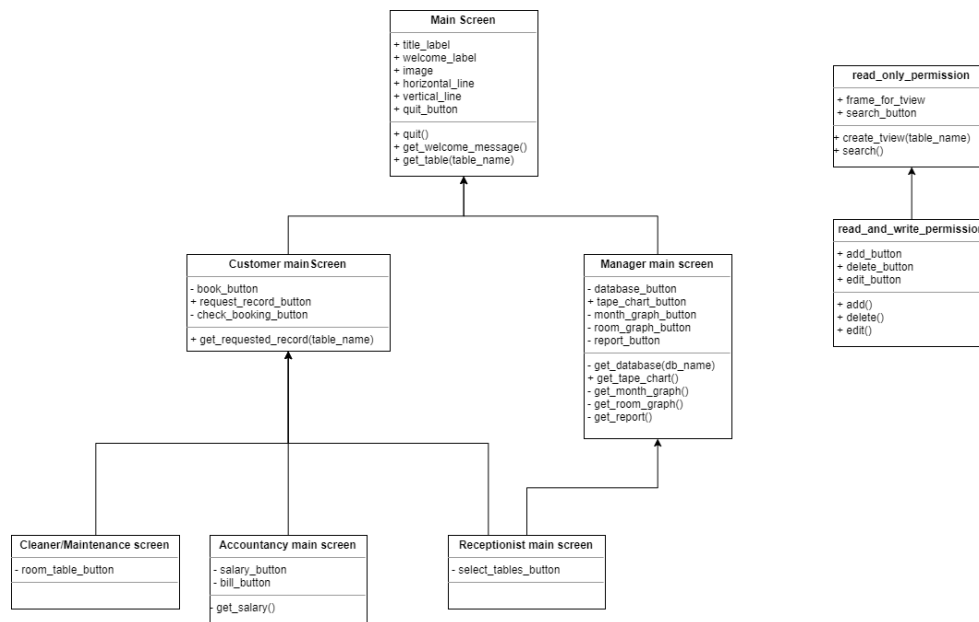 Main Screen
+ title_label
+ welcome_label
+ image
+ horizontal_line
+ vertical_line
+ quit_button
+ quit()
+ get_welcome_message()
+ get_table(table_name)
read_only_permission
+ frame_for_tview
+ search_button
+ create_tview(table_name)
+ search()
read_and_write_permission
+ add_button
+ delete_button
+ edit_button
+ add()
+ delete()
+ edit()
Customer mainScreen
- book_button
+ request_record_button
- check_booking_button
+ get_requested_record(table_name)
Manager main screen
- database_button
+ tape_chart_button
- month_graph_button
- room_graph_button
- report_button
- get_database(db_name)
+ get_tape_chart()
- get_month_graph()
- get_room_graph()
- get_report()
Cleaner/Maintenance screen
- room_table_button
Accountancy main screen
- salary_button
- bill_button
- get_salary()
Receptionist main screen
- select_tables_button